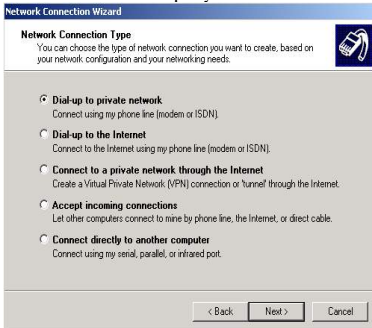 Network Connection Wizard
Network Connection Type
You can choose the type of network connection you want to create, based on
your network configuration and your networking needs.
Dial-up to private network
Connect using my phone line (modem or ISDN).
Dial-up to the Internet
Connect to the Internet using my phone line (modem or ISDN).
Connect to a private network through the Internet
Create a Virtual Private Network (VPN) connection or 'tunnel' through the Internet.
Accept incoming connections
Let other computers connect to mine by phone line, the Internet, or direct cable.
Connect directly to another computer
Connect using my serial, parallel, or infrared port.
< Back Next > Cancel